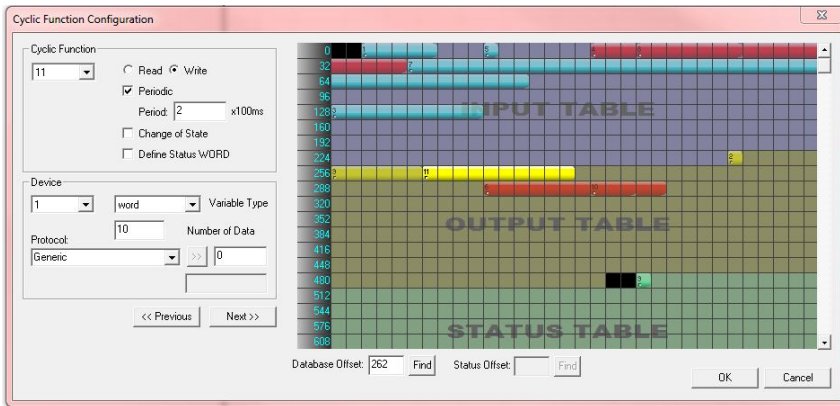 Cyclic Function Configuration
Cyclic Function
11
Read Write
Periodic
Period: 2 x100ms
Change of State
Define Status WORD
Device
1 word Variable Type
10 Number of Data
Protocol:
Generic >> 0
<< Previous Next >>
0
32
64
96
128
160
192
224
256
288
320
352
384
416
448
480
512
544
576
608
INPUT TABLE
OUTPUT TABLE
STATUS TABLE
11
10
Database Offset: 262 Find Status Offset: Find
OK Cancel